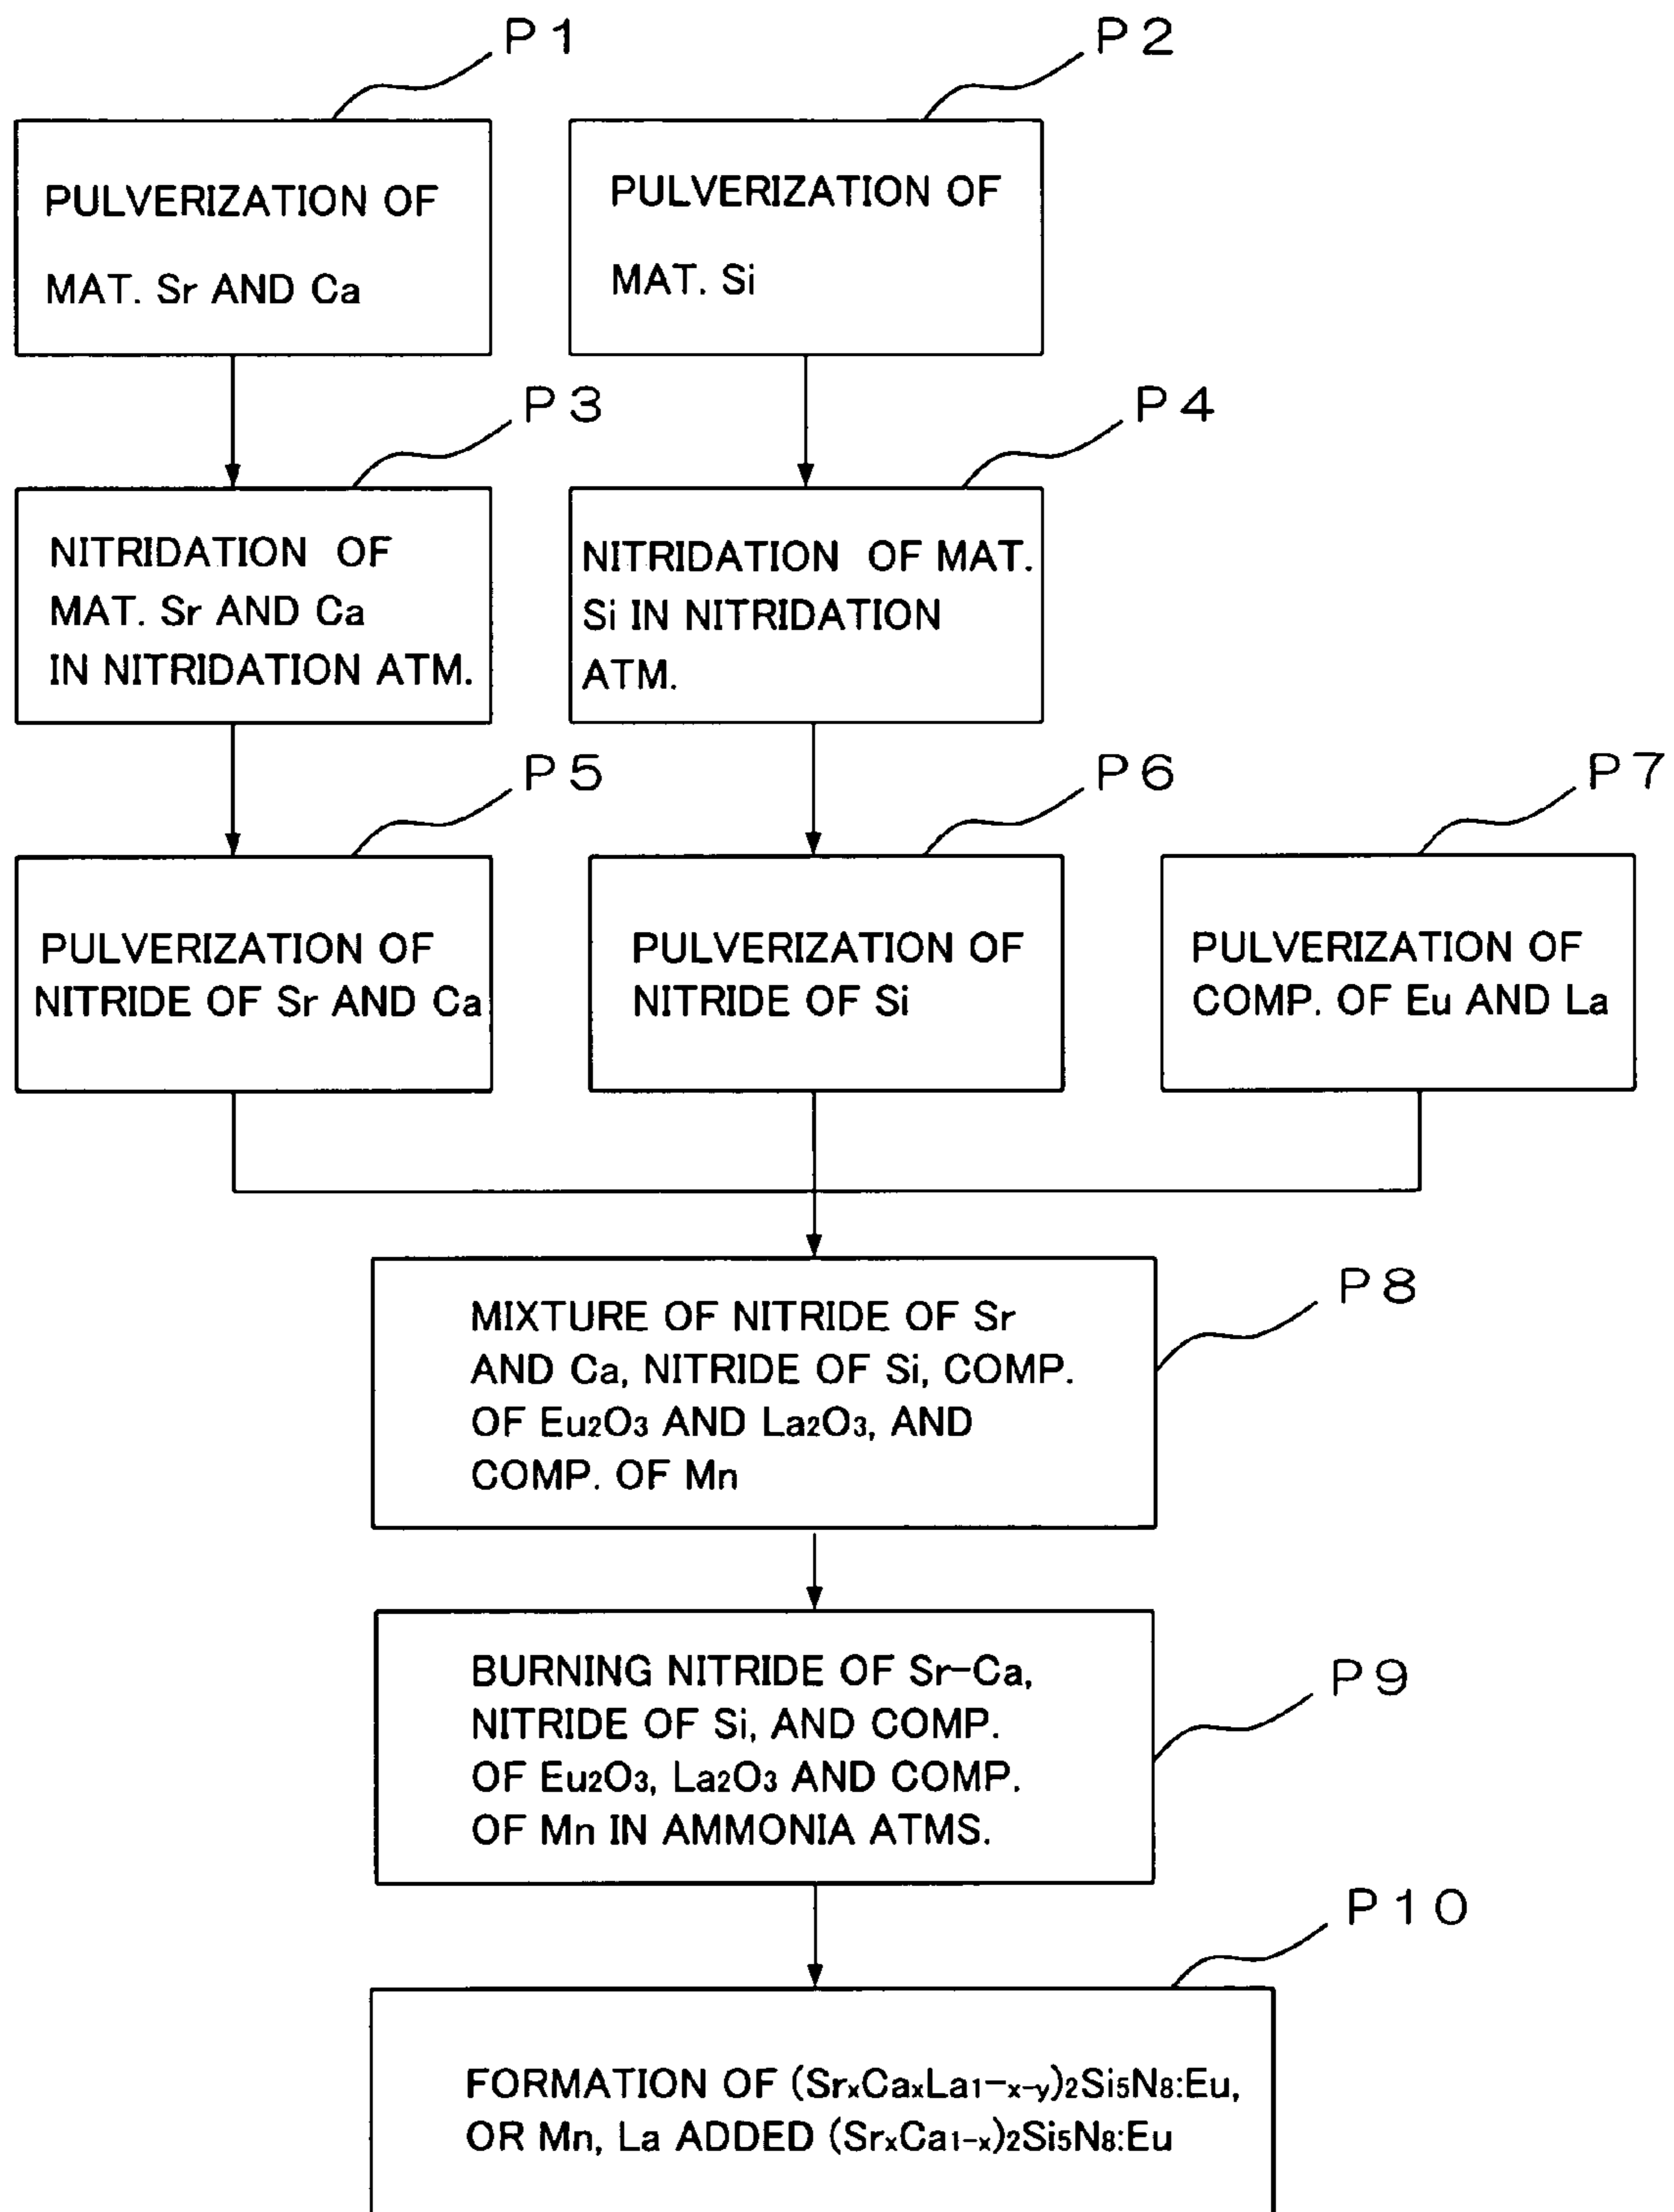 P1
P2
PULVERIZATION OF
MAT. Sr AND Ca
PULVERIZATION OF
MAT. Si
P3
P4
NITRIDATION OF
MAT. Sr AND Ca
IN NITRIDATION ATM.
NITRIDATION OF MAT.
Si IN NITRIDATION
ATM.
P5
P6
P7
PULVERIZATION OF
NITRIDE OF Sr AND Ca
PULVERIZATION OF
NITRIDE OF Si
PULVERIZATION OF
COMP. OF Eu AND La
P8
MIXTURE OF NITRIDE OF Sr
AND Ca, NITRIDE OF Si, COMP.
OF Eu₂O₃ AND La₂O₃, AND
COMP. OF Mn
P9
BURNING NITRIDE OF Sr-Ca,
NITRIDE OF Si, AND COMP.
OF Eu₂O₃, La₂O₃ AND COMP.
OF Mn IN AMMONIA ATMS.
P10
FORMATION OF (SrₓCaₓLa₁₋ₓ₋y)₂Si₅N₈:Eu,
OR Mn, La ADDED (SrₓCa₁₋ₓ)₂Si₅N₈:Eu